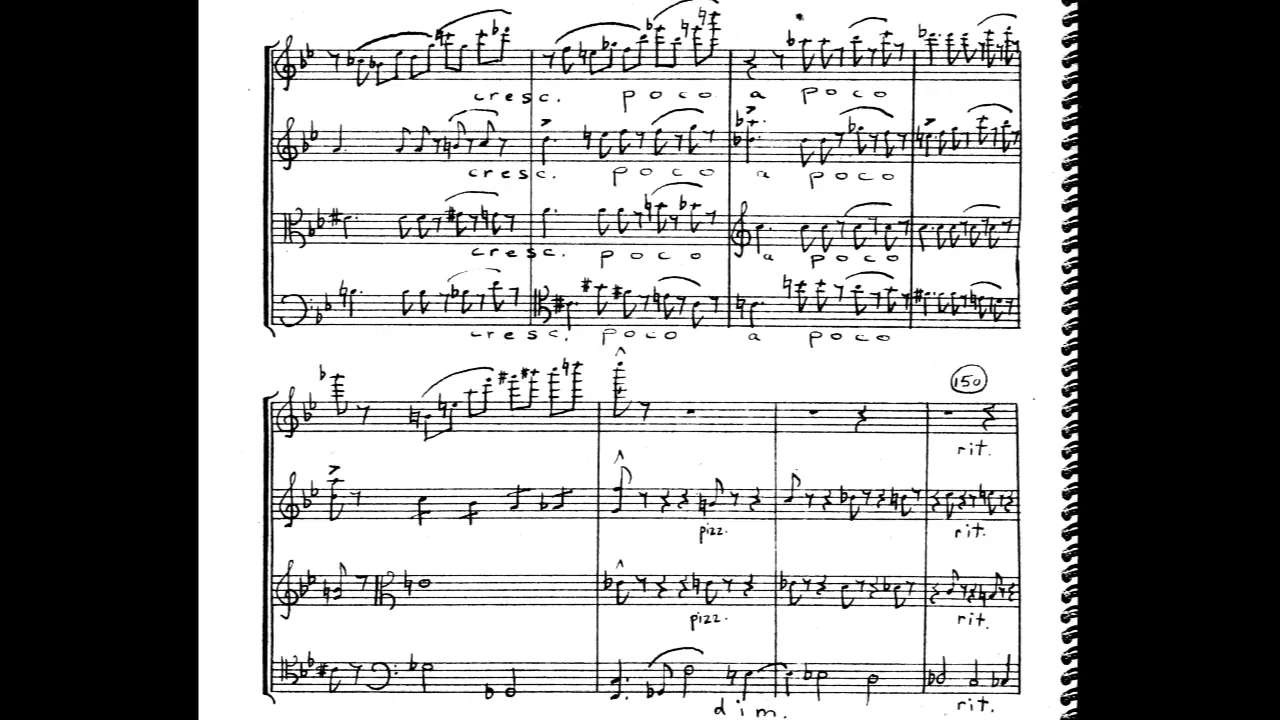 cresc. poco a poco
cresc. poco a poco
cresc. poco a poco
cresc. poco a poco
150
rit.
pizz. rit.
pizz. rit.
dim. rit.